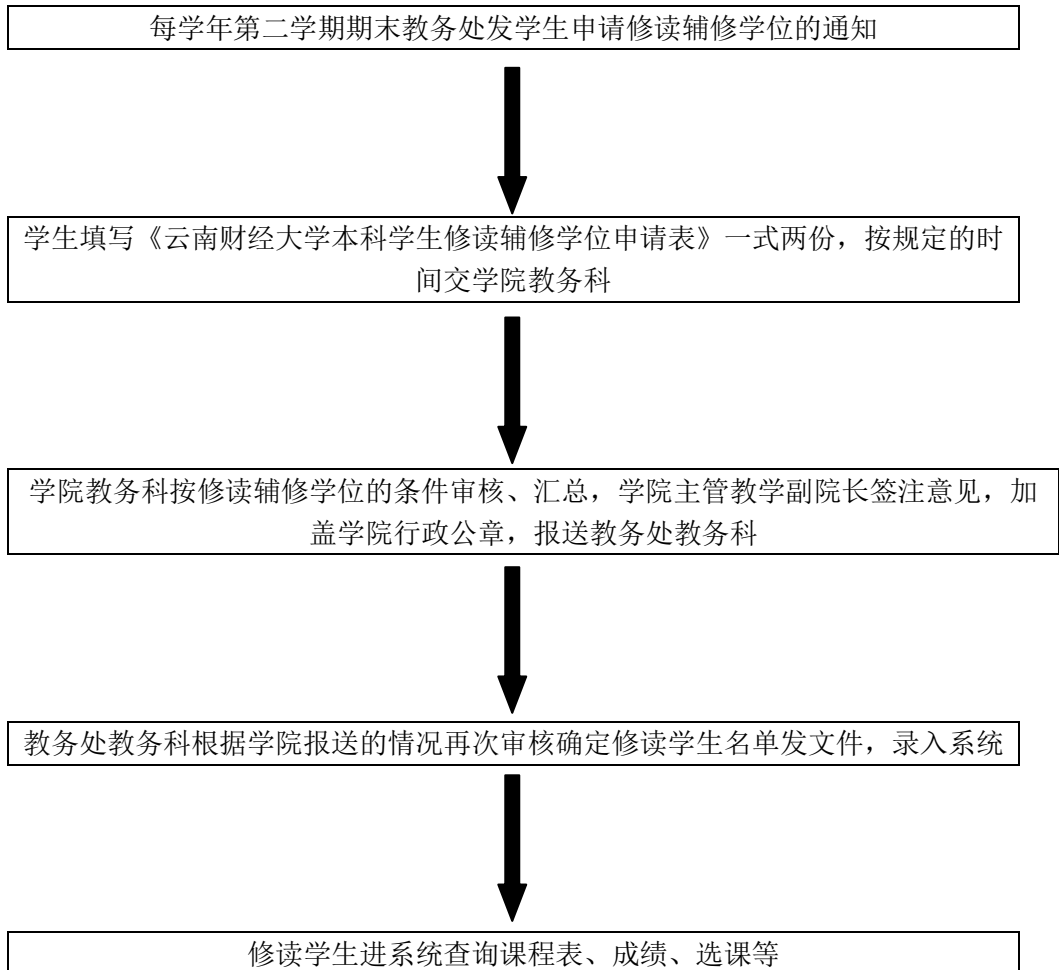 每学年第二学期期末教务处发学生申请修读辅修学位的通知
学生填写《云南财经大学本科学生修读辅修学位申请表》一式两份，按规定的时
间交学院教务科
学院教务科按修读辅修学位的条件审核、汇总，学院主管教学副院长签注意见，加
盖学院行政公章，报送教务处教务科
教务处教务科根据学院报送的情况再次审核确定修读学生名单发文件，录入系统
修读学生进系统查询课程表、成绩、选课等